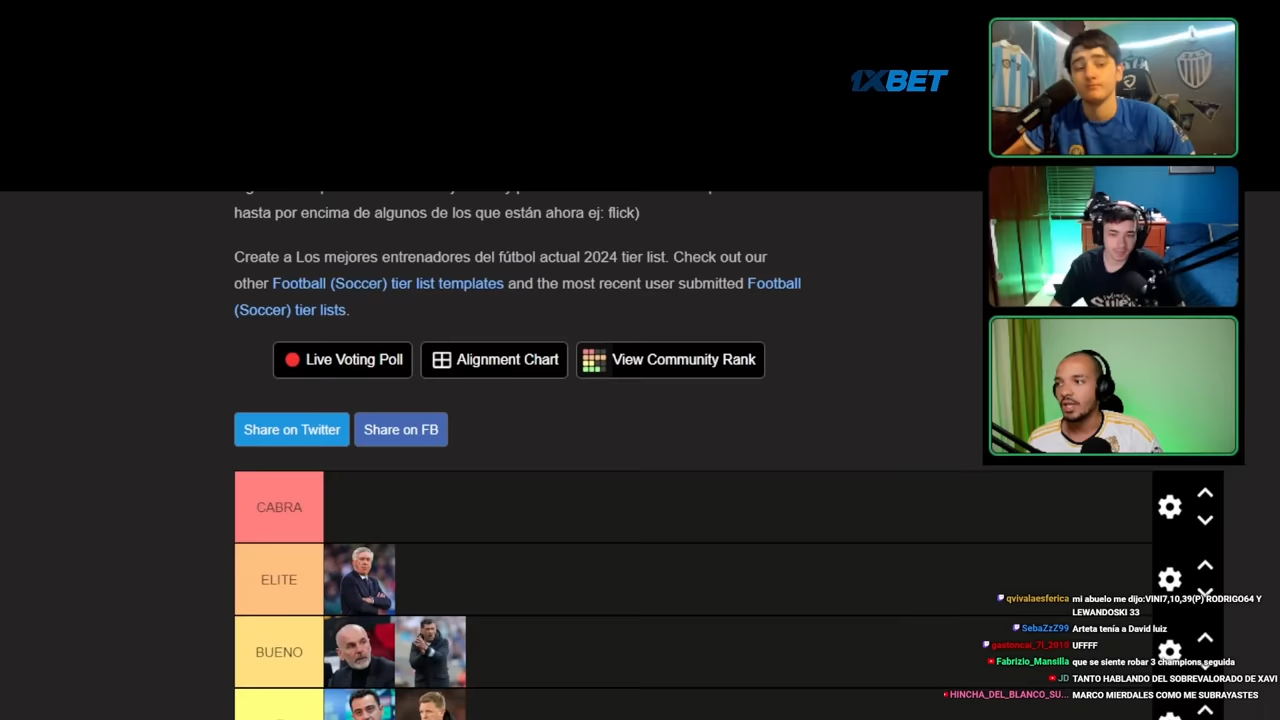 1XBET
hasta por encima de algunos de los que están ahora ej: flick)
Create a Los mejores entrenadores del fútbol actual 2024 tier list. Check out our
other Football (Soccer) tier list templates and the most recent user submitted Football
(Soccer) tier lists.
Live Voting Poll
Alignment Chart
View Community Rank
Share on Twitter
Share on FB
CABRA
ELITE
BUENO
qvivalaesferica mi abuelo me dijo:VINI7,10,39(P) RODRIGO64 Y
LEWANDOSKI 33
SebaZzZ99 Arteta tenía a David luiz
gastoncai_7l_2010 UFFFF
Fabrizio_Mansilla que se siente robar 3 champions seguida
JD TANTO HABLANDO DEL SOBREVALORADO DE XAVI
HINCHA_DEL_BLANCO_SU... MARCO MIERDALES COMO ME SUBRAYASTES